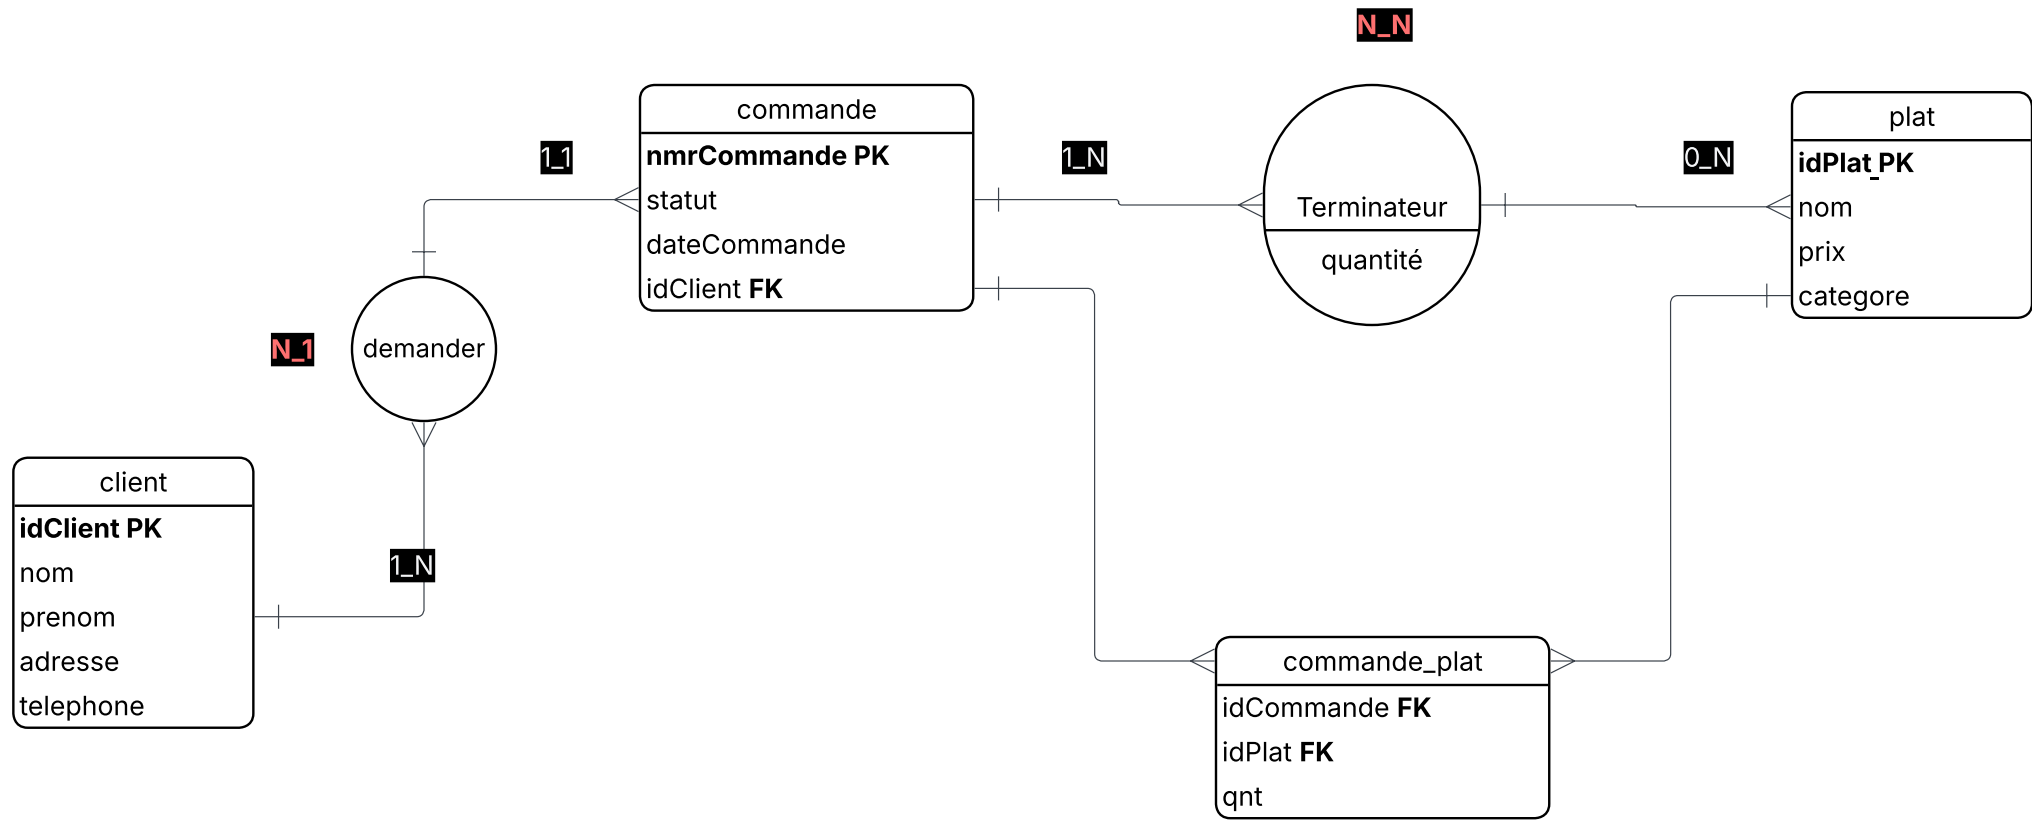 N_N
commande
nmrCommande PK
statut
dateCommande
idClient FK
1_1
1_N
Terminateur
quantité
0_N
plat
idPlat PK
nom
prix
categore
N_1
demander
client
idClient PK
nom
prenom
adresse
telephone
1_N
commande_plat
idCommande FK
idPlat FK
qnt